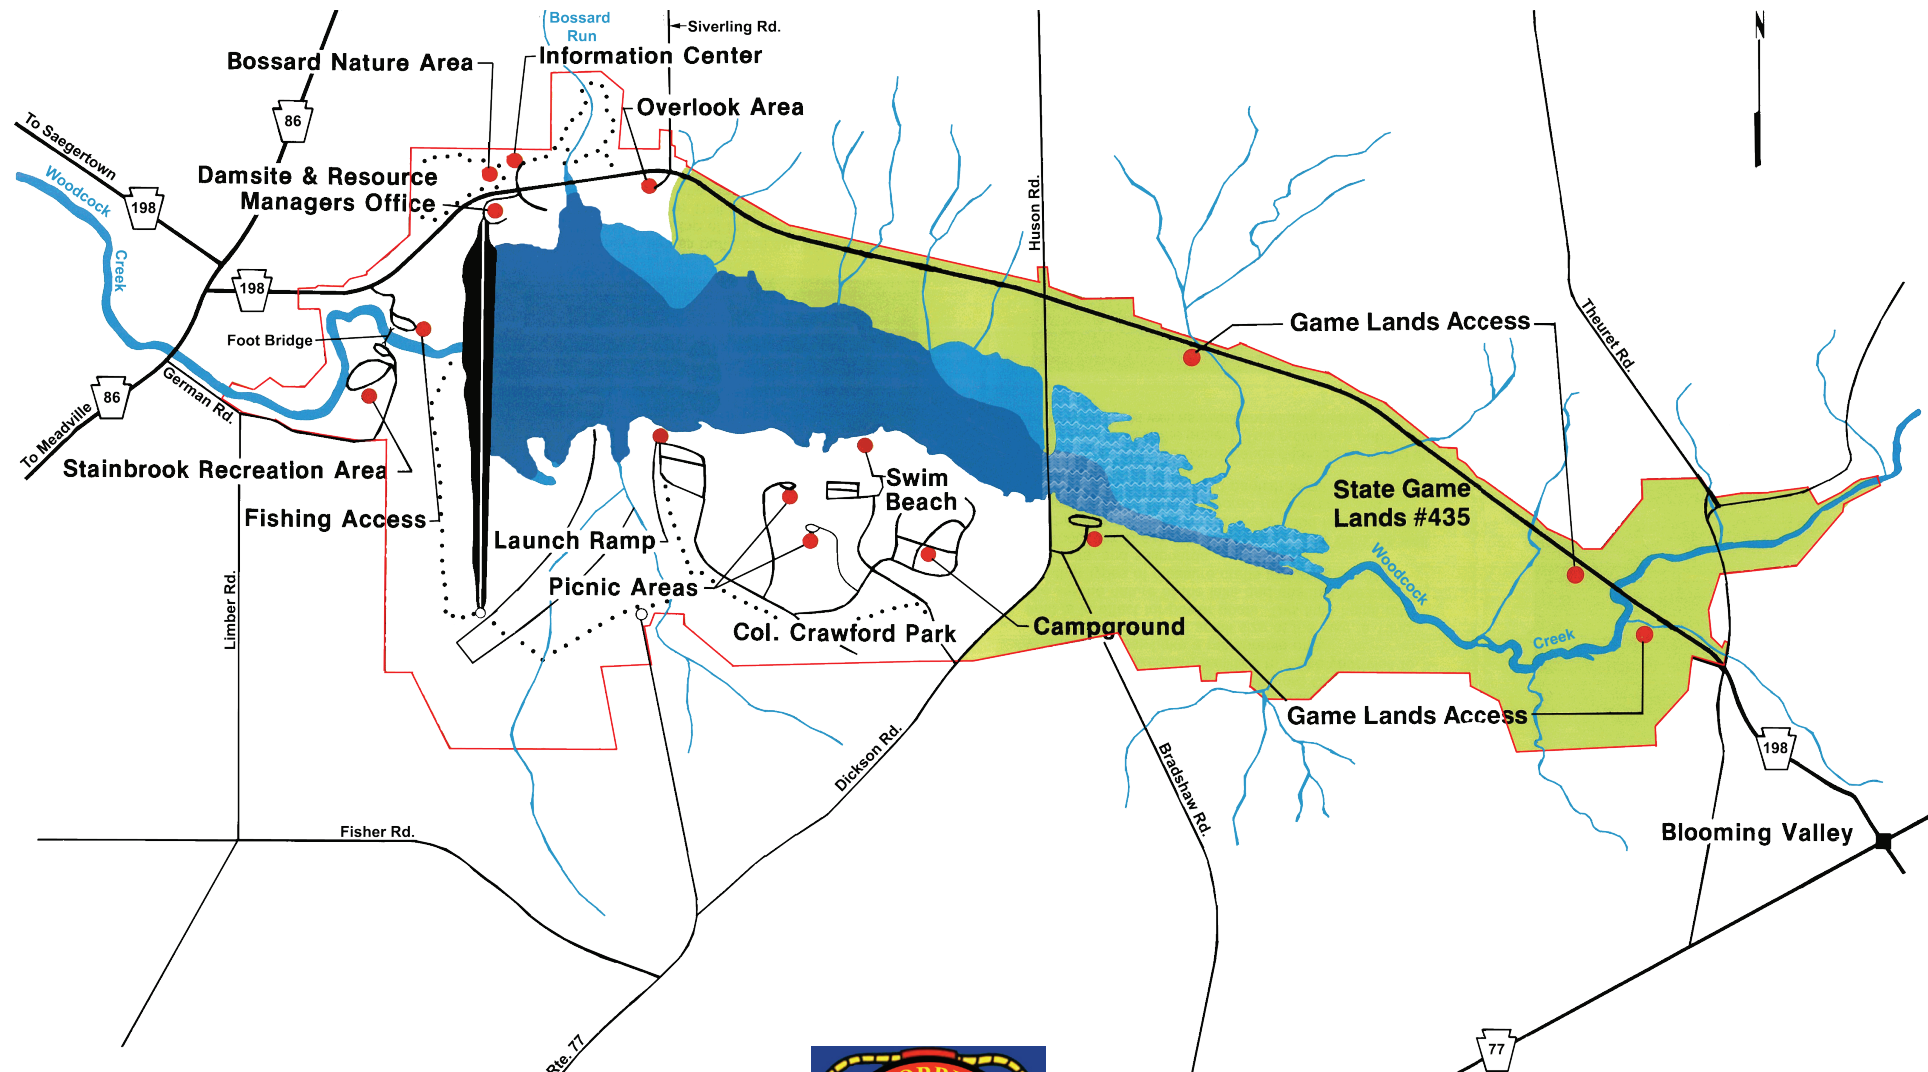 Bossard
Run
Siverling Rd.
Bossard Nature Area
Information Center
Overlook Area
86
To Saegertown
198
Woodcock
Creek
Damsite & Resource
Managers Office
Huson Rd.
N
198
Foot Bridge
German Rd.
86
To Meadville
Stainbrook Recreation Area
Fishing Access
Game Lands Access
Theuret Rd.
State Game
Lands #435
Swim
Beach
Launch Ramp
Picnic Areas
Col. Crawford Park
Campground
Woodcock
Creek
Limber Rd.
Game Lands Access
Dickson Rd.
Bradshaw Rd.
198
Fisher Rd.
Blooming Valley
Rte. 77
77